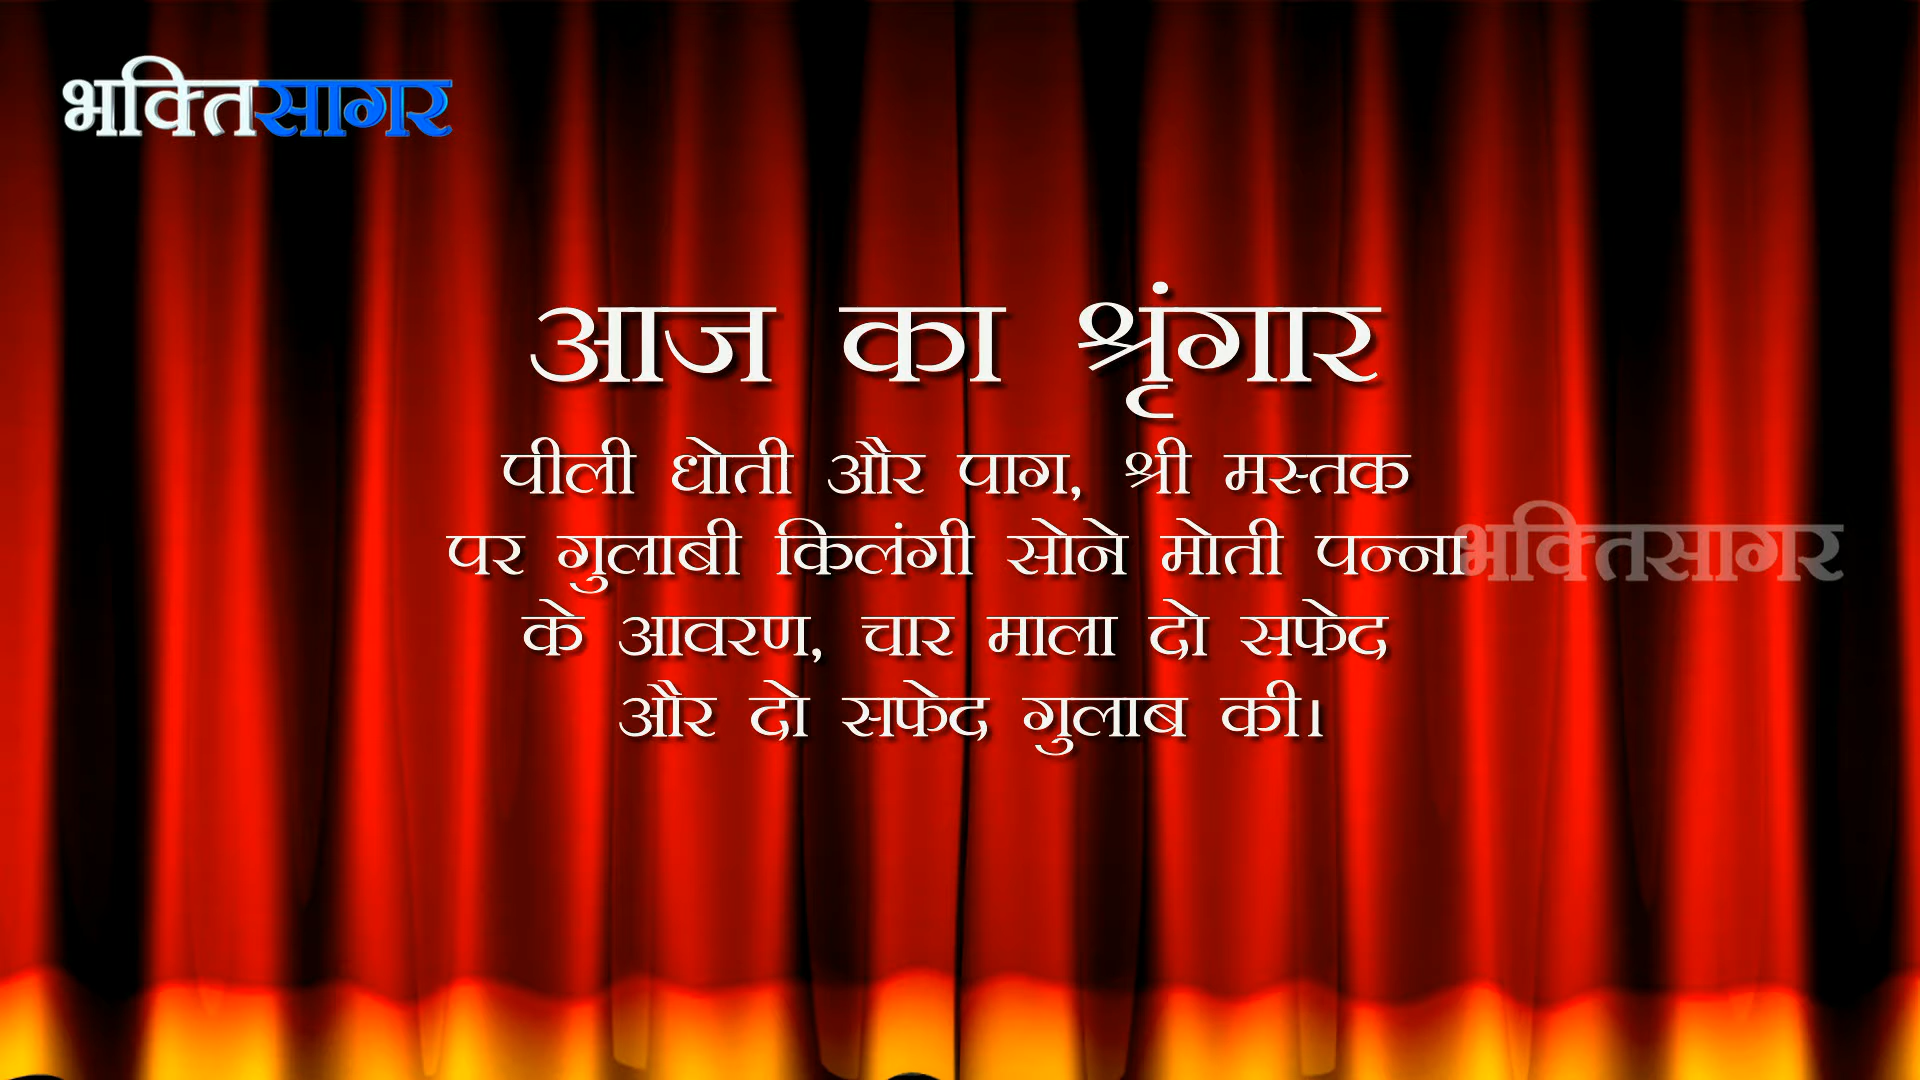 भक्तिसागर
आज का श्रृंगार
पीली धोती और पाग, श्री मस्तक
पर गुलाबी किलंगी सोने मोती पन्ना
भक्तिसागर
के आवरण, चार माला दो सफेद
और दो सफेद गुलाब की।